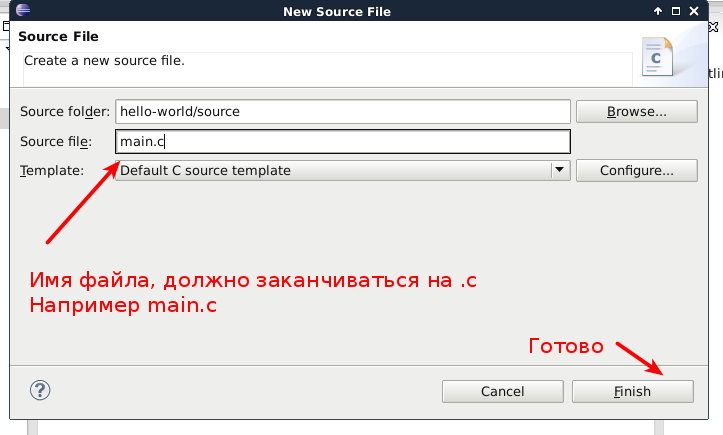 New Source File
Source File
Create a new source file.
Source folder: hello-world/source Browse...
Source file: main.c
Template: Default C source template Configure...
Имя файла, должно заканчиваться на .c
Например main.c
Готово
Cancel Finish